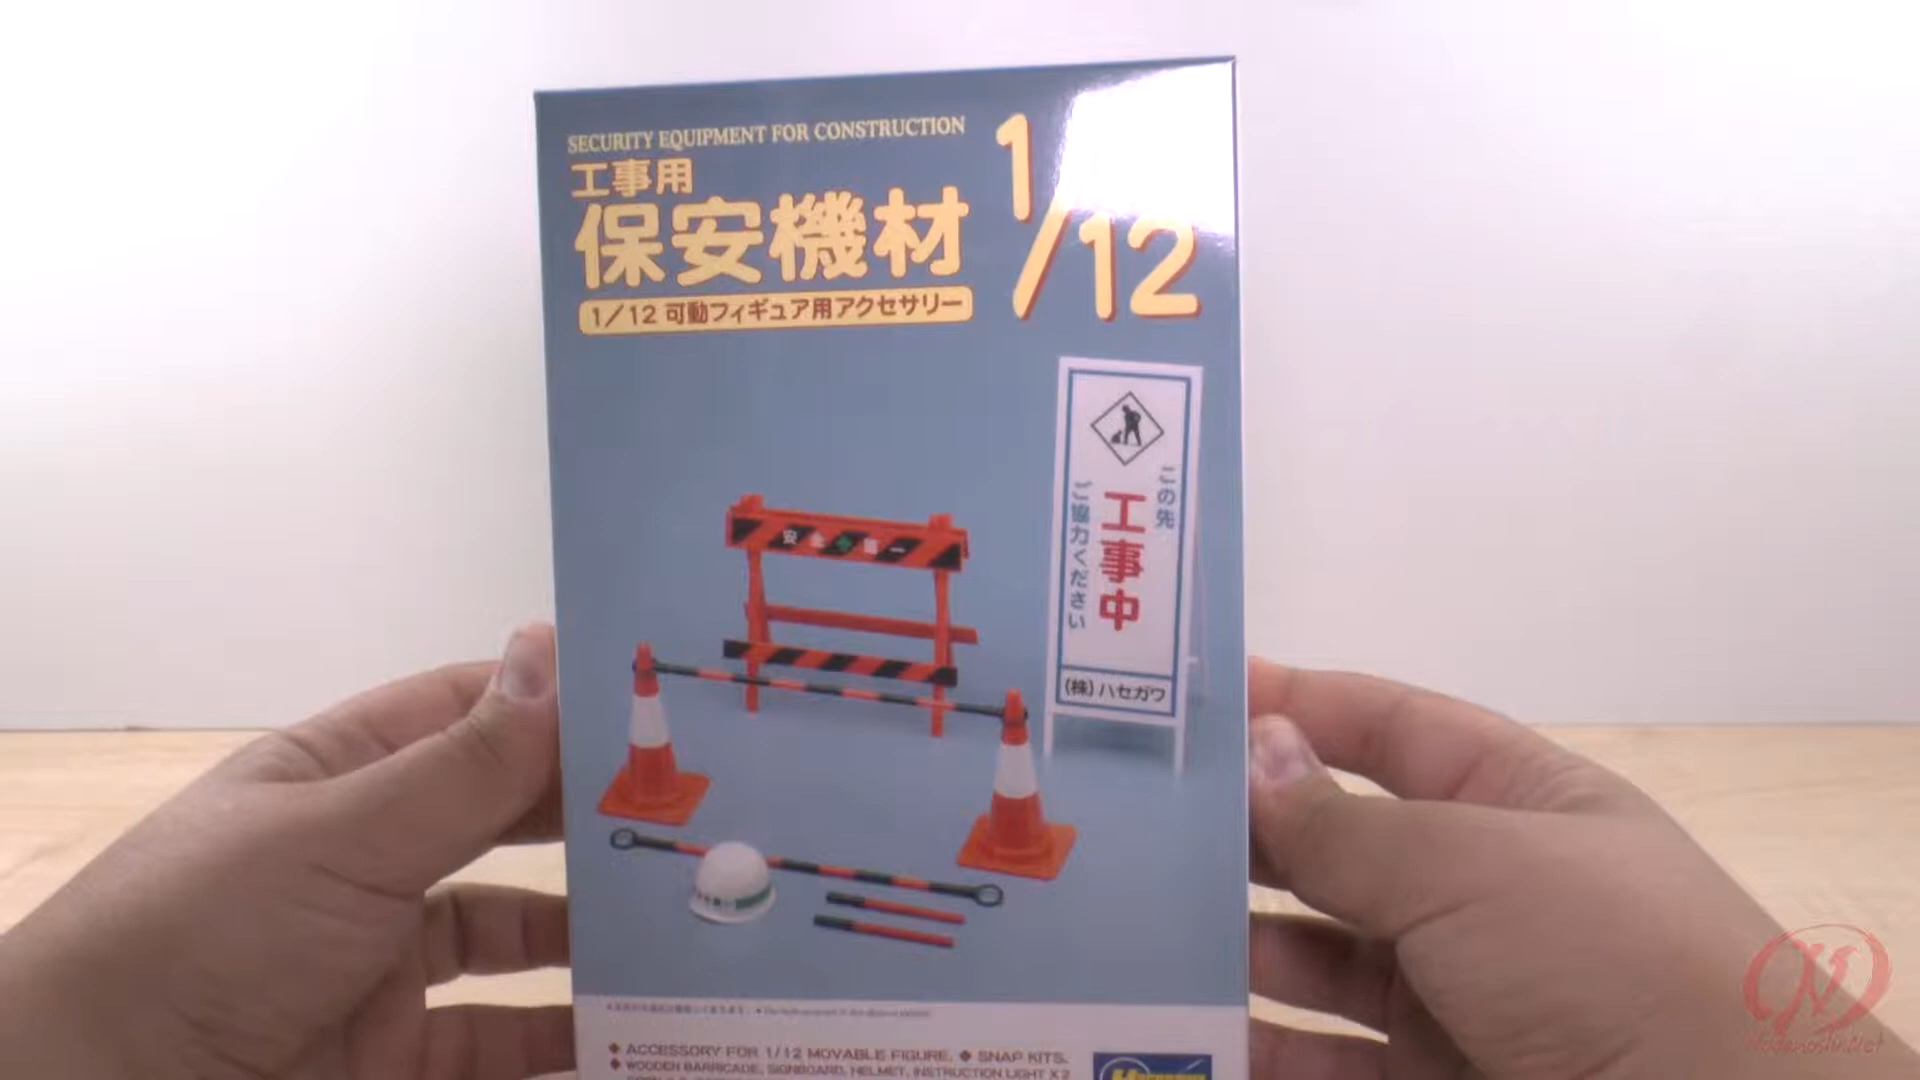 SECURITY EQUIPMENT FOR CONSTRUCTION
工事用
保安機材
1/12
1/12 可動フィギュア用アクセサリー
安全 第一
この先
工事中
ご協力ください
(株)ハセガワ
◆ ACCESSORY FOR 1/12 MOVABLE FIGURE. ◆ SNAP KITS.
◆ WOODEN BARRICADE, SIGNBOARD, HELMET, INSTRUCTION LIGHT X2
Hasegawa